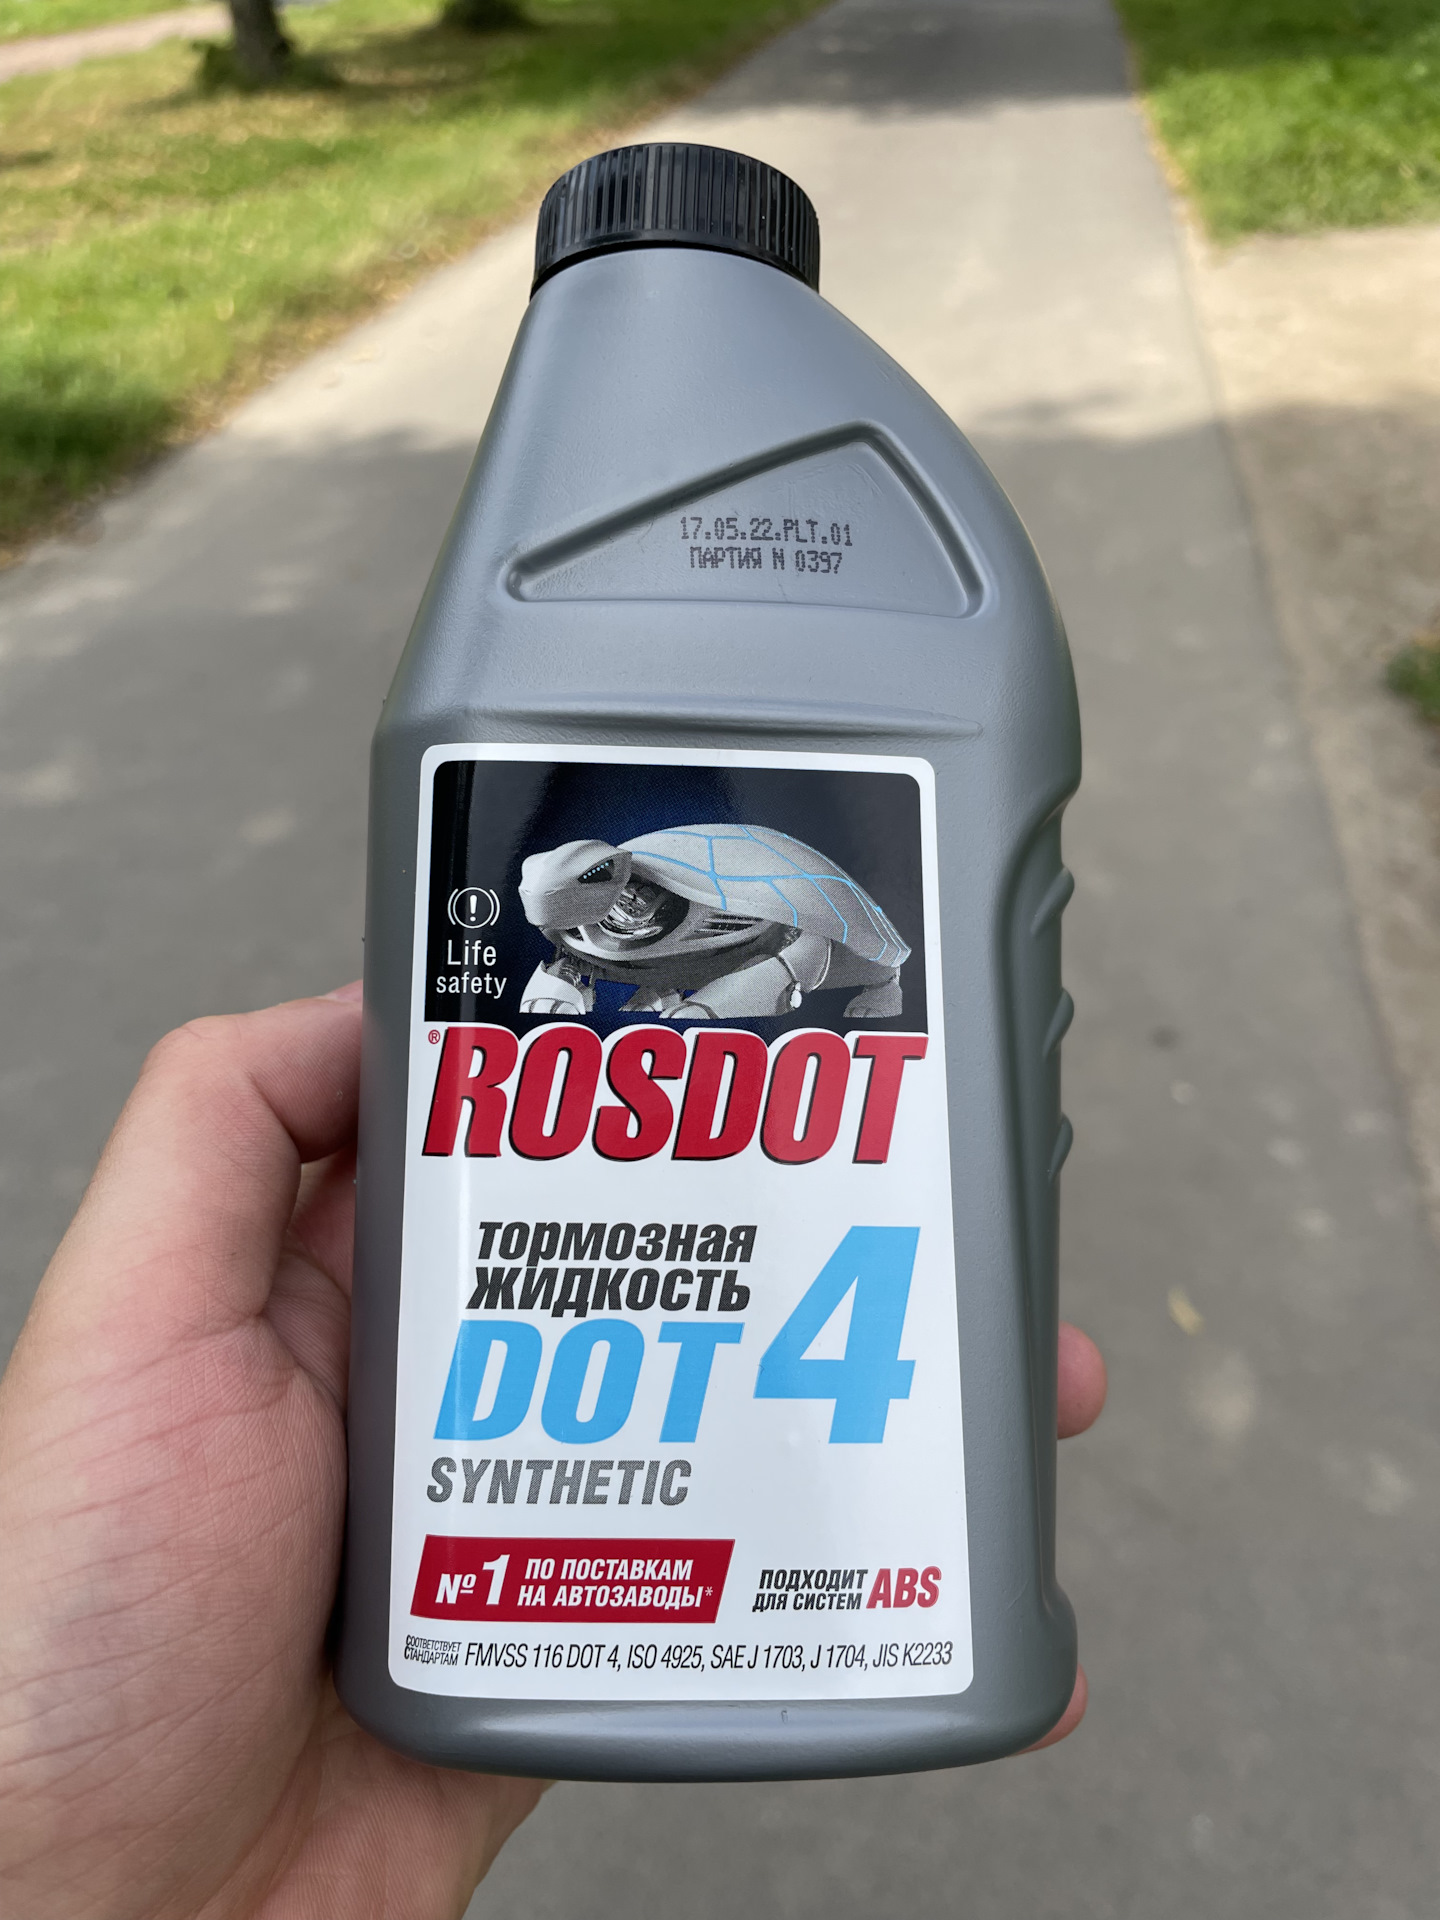 17.05.22.PLT.01
ПАРТИЯ N 0397
Life
safety
®ROSDOT
ТОРМОЗНАЯ
ЖИДКОСТЬ
DOT 4
SYNTHETIC
№1 ПО ПОСТАВКАМ
НА АВТОЗАВОДЫ*
ПОДХОДИТ
ДЛЯ СИСТЕМ ABS
СООТВЕТСТВУЕТ
СТАНДАРТАМ FMVSS 116 DOT 4, ISO 4925, SAE J 1703, J 1704, JIS K2233